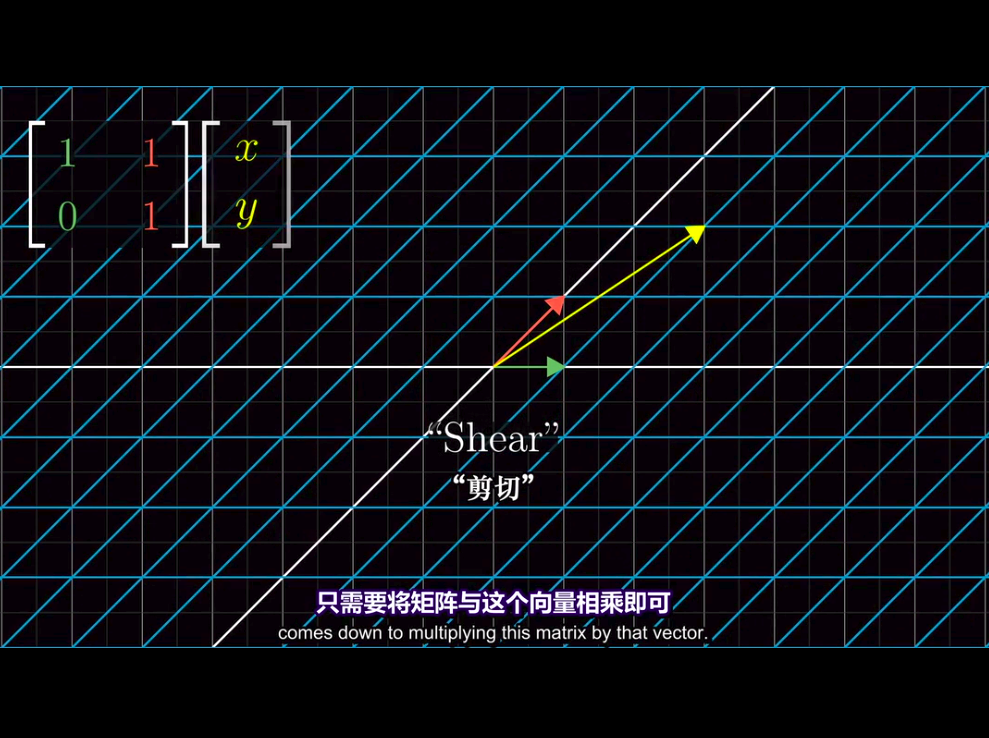 1 1 x
0 1 y
“Shear”
“剪切”
只需要将矩阵与这个向量相乘即可
comes down to multiplying this matrix by that vector.